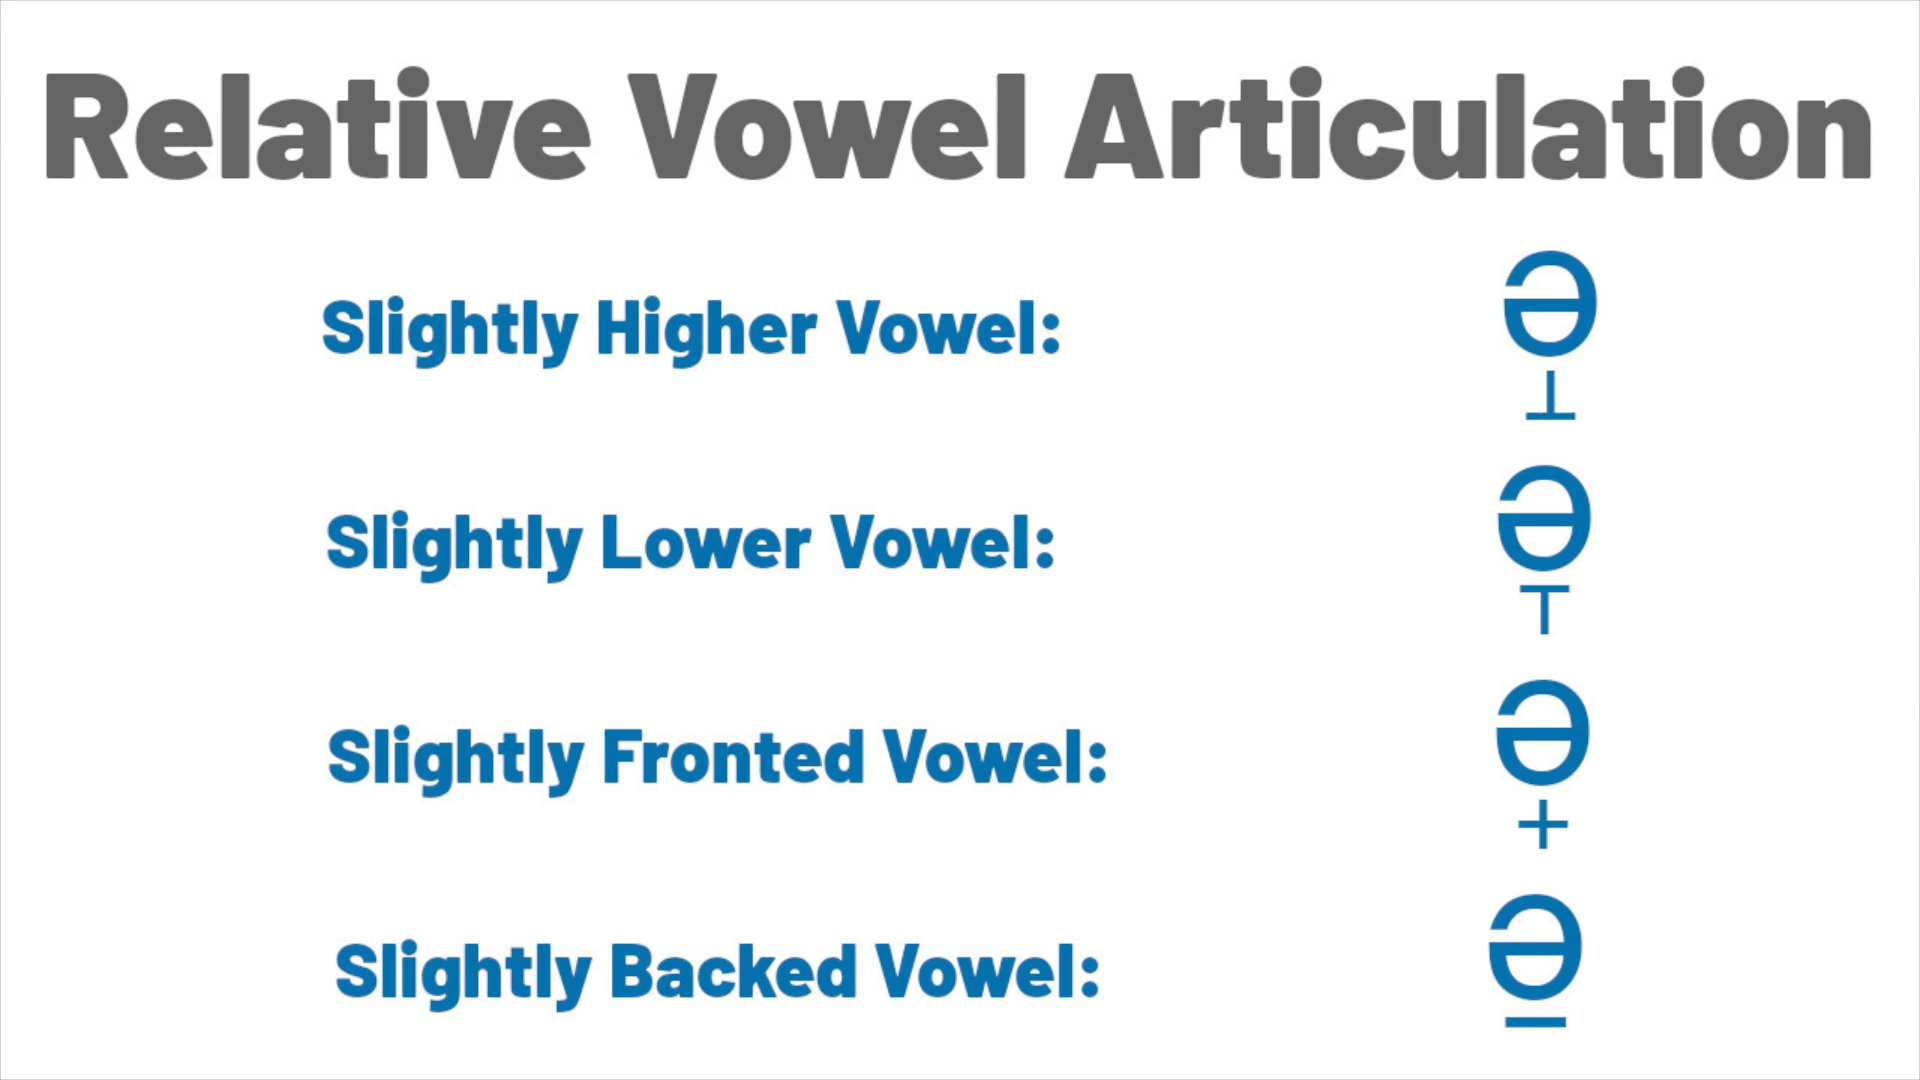 Relative Vowel Articulation
Slightly Higher Vowel: ə̝
Slightly Lower Vowel: ə̞
Slightly Fronted Vowel: ə̟
Slightly Backed Vowel: ə̠